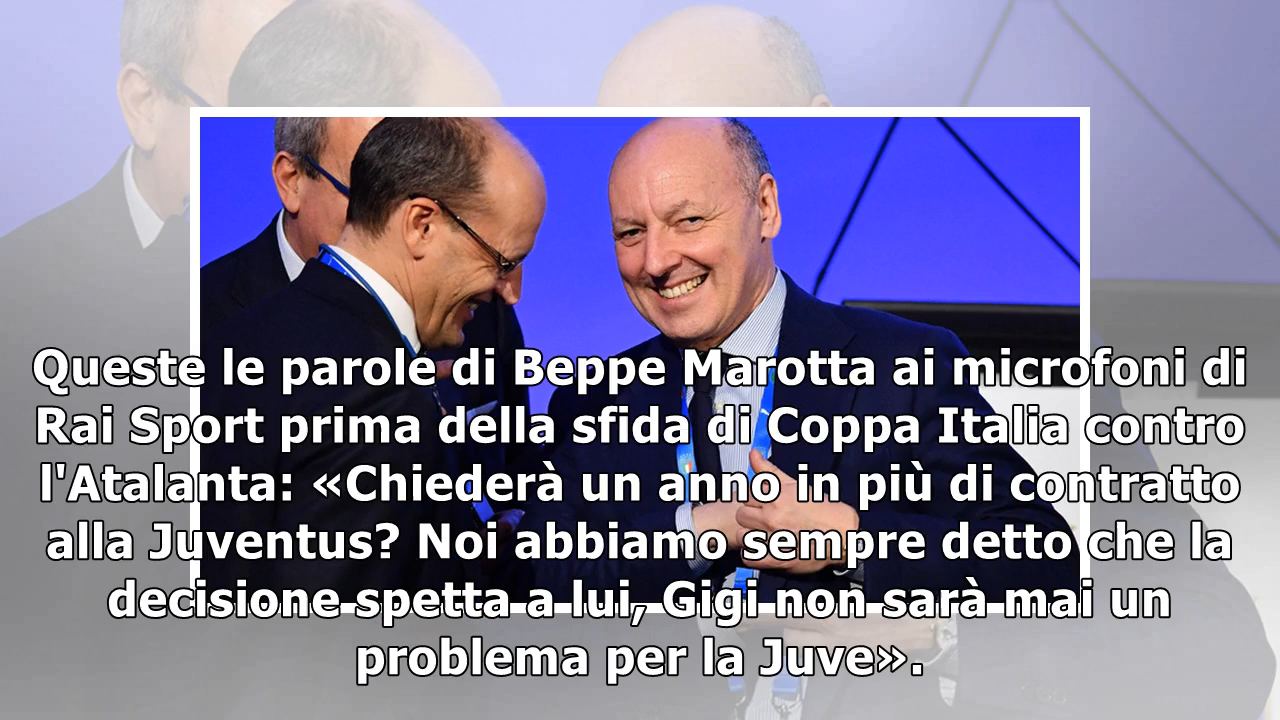 Queste le parole di Beppe Marotta ai microfoni di
Rai Sport prima della sfida di Coppa Italia contro
l'Atalanta: «Chiederà un anno in più di contratto
alla Juventus? Noi abbiamo sempre detto che la
decisione spetta a lui, Gigi non sarà mai un
problema per la Juve».